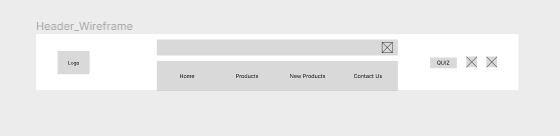 Header_Wireframe
Logo
Home Products New Products Contact Us
QUIZ